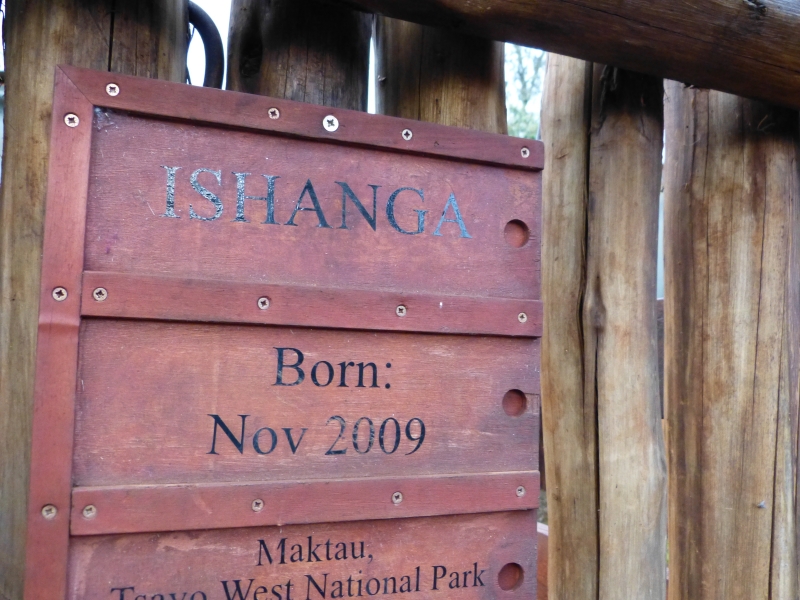 ISHANGA
Born:
Nov 2009
Maktau,
Tsavo West National Park